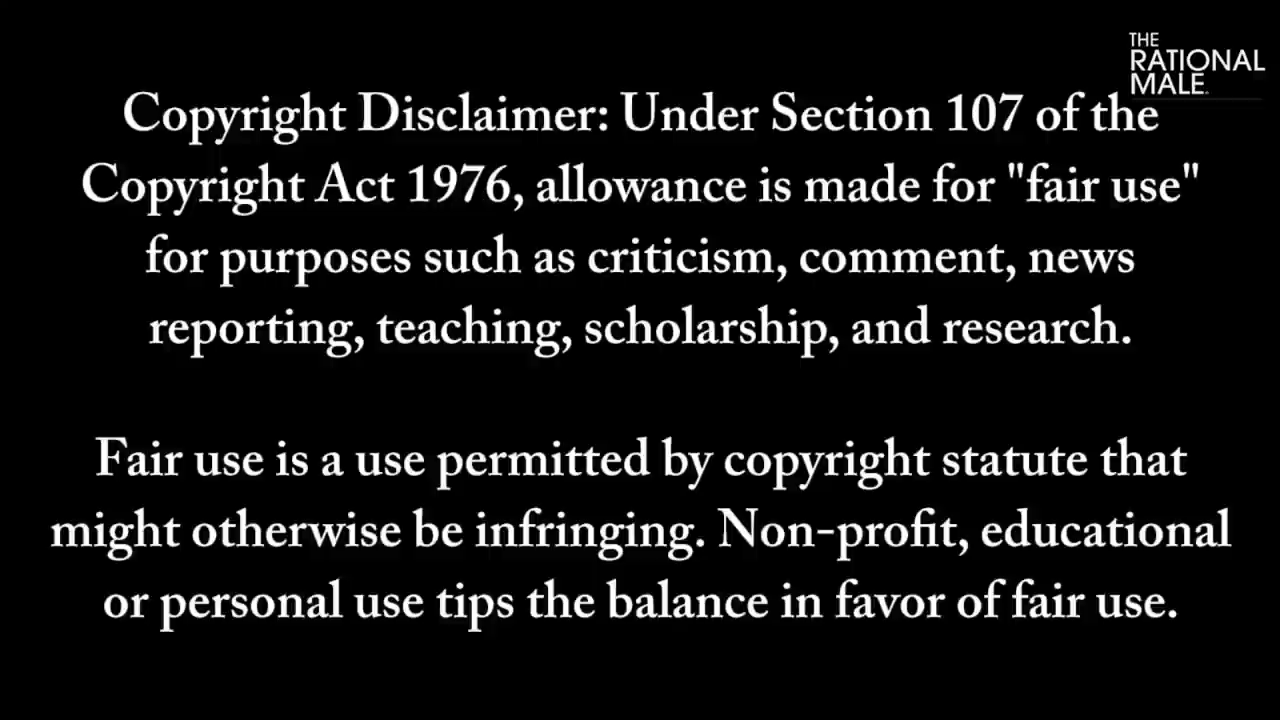 THE
RATIONAL
MALE.
Copyright Disclaimer: Under Section 107 of the
Copyright Act 1976, allowance is made for "fair use"
for purposes such as criticism, comment, news
reporting, teaching, scholarship, and research.
Fair use is a use permitted by copyright statute that
might otherwise be infringing. Non-profit, educational
or personal use tips the balance in favor of fair use.